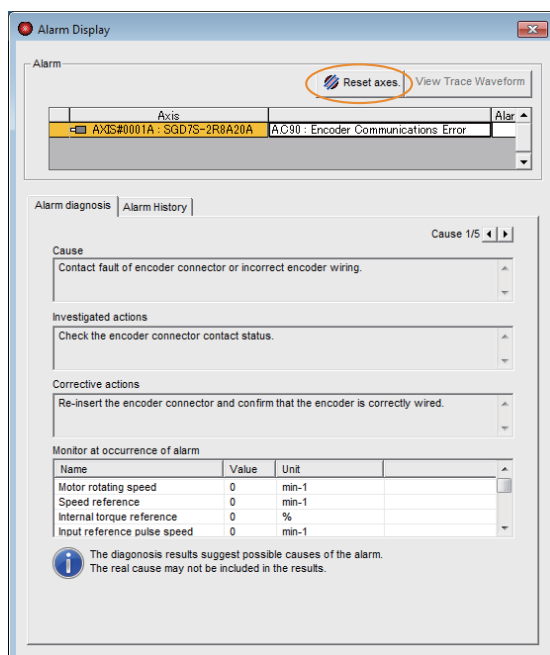 Alarm Display
Alarm
Reset axes.
View Trace Waveform
Axis
Alar
AXIS#0001A : SGD7S-2R8A20A
A.C90 : Encoder Communications Error
Alarm diagnosis
Alarm History
Cause 1/5
Cause
Contact fault of encoder connector or incorrect encoder wiring.
Investigated actions
Check the encoder connector contact status.
Corrective actions
Re-insert the encoder connector and confirm that the encoder is correctly wired.
Monitor at occurrence of alarm
Name Value Unit
Motor rotating speed 0 min-1
Speed reference 0 min-1
Internal torque reference 0 %
Input reference pulse speed 0 min-1
The diagonosis results suggest possible causes of the alarm.
The real cause may not be included in the results.